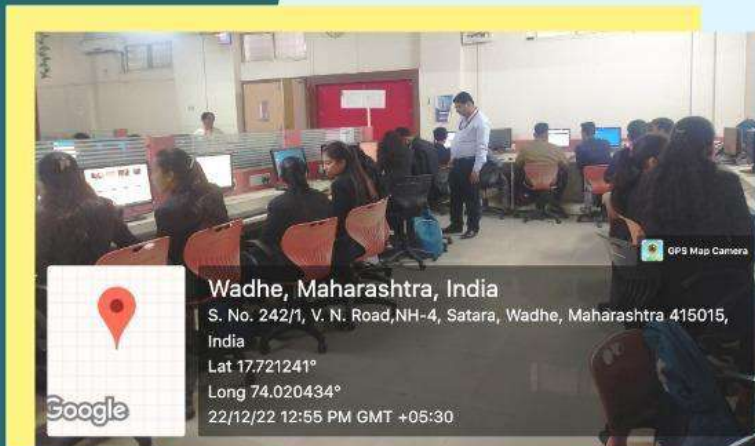 GPS Map Camera
Wadhe, Maharashtra, India
S. No. 242/1, V. N. Road,NH-4, Satara, Wadhe, Maharashtra 415015,
India
Lat 17.721241°
Long 74.020434°
22/12/22 12:55 PM GMT +05:30
Google